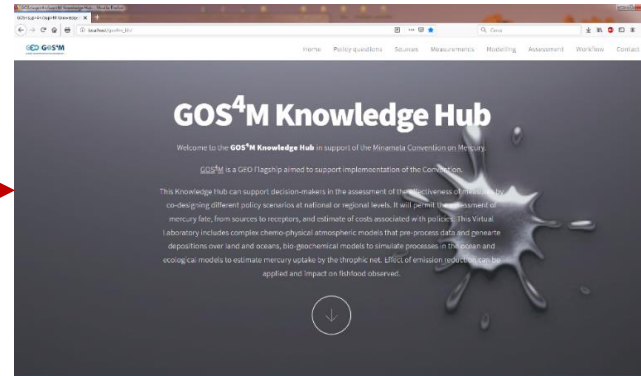 GOS4M Knowledge Hub
Home Policy questions Sources Measurements Modelling Assessment Workflow Contact
GOS4M Knowledge Hub
Welcome to the GOS4M Knowledge Hub in support of the Minamata Convention on Mercury.
GOS4M is a GEO Flagship aimed to support implementation of the Convention.
This Knowledge Hub can support decision-makers in the assessment of the effectiveness of measures by
co-designing different policy scenarios at national or regional levels. It will permit the assessment of
mercury fate, from sources to receptors, and estimate of costs associated with policies. This Virtual
Laboratory includes complex chemo-physical atmospheric models that pre-process data and genearte
depositions over land and oceans, bio-geochemical models to simulate processes in the ocean and
ecological models to estimate mercury uptake by the throphic net. Effect of emission reduction can be
applied and impact on fishfood observed.